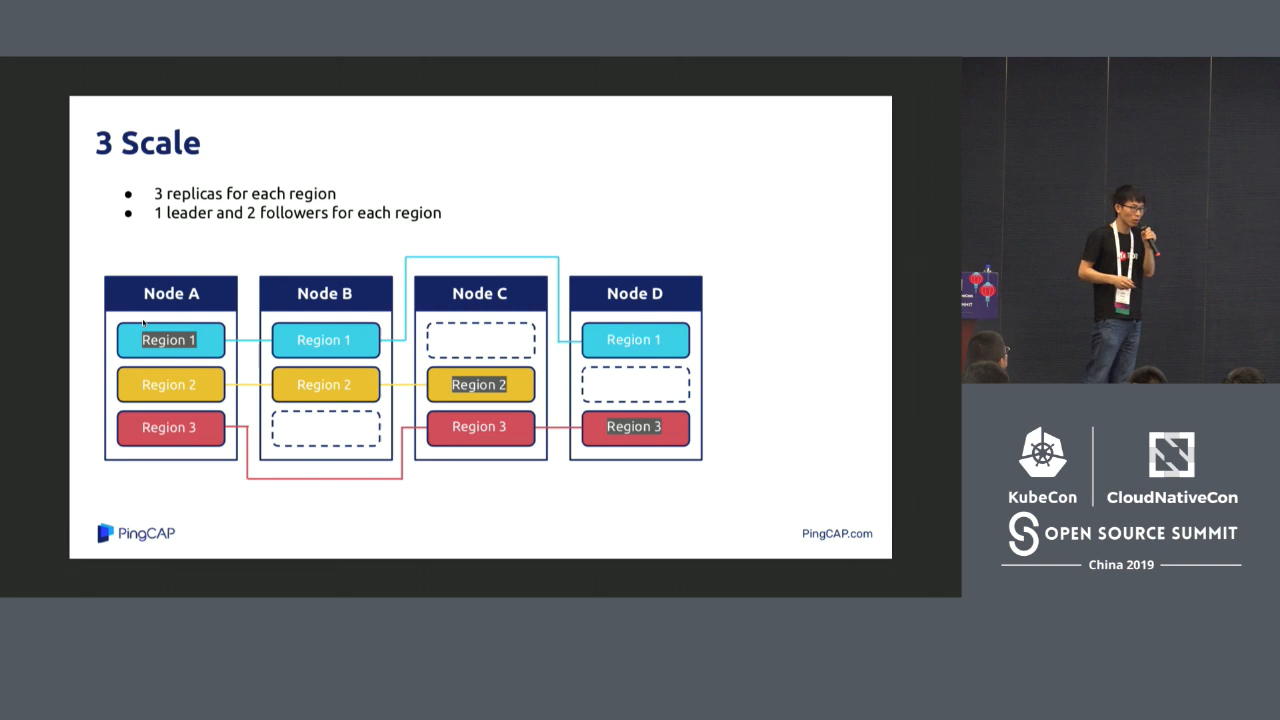 3 Scale
● 3 replicas for each region
● 1 leader and 2 followers for each region
Node A
Node B
Node C
Node D
Region 1
Region 1
Region 1
Region 2
Region 2
Region 2
Region 3
Region 3
Region 3
PingCAP
PingCAP.com
KubeCon
CloudNativeCon
OPEN SOURCE SUMMIT
China 2019